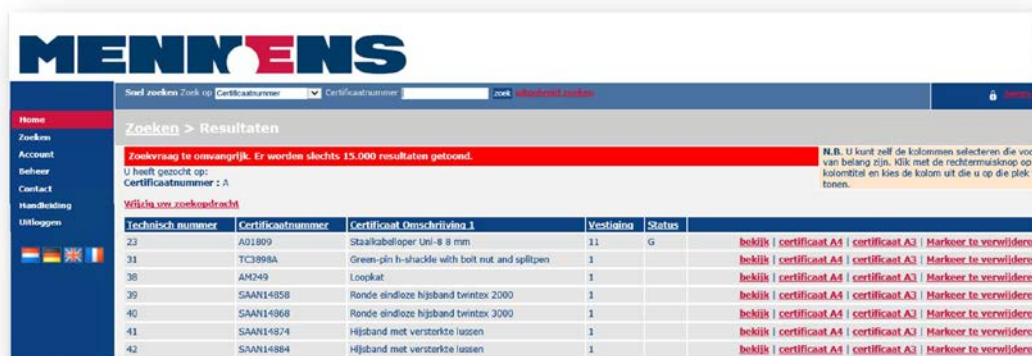 MENNENS
Snel zoeken Zoek op Certificaatnummer Certificaatnummer zoek uitgebreid zoeken
Home
Zoeken
Account
Beheer
Contact
Handleiding
Uitloggen
Zoeken > Resultaten
Zoekvraag te omvangrijk. Er worden slechts 15.000 resultaten getoond.
U heeft gezocht op:
Certificaatnummer : A
Wijzig uw zoekopdracht
N.B. U kunt zelf de kolommen selecteren die voo
van belang zijn. Klik met de rechtermuisknop op
kolomtitel en kies de kolom uit die u op die plek
tonen.
Technisch nummer Certificaatnummer Certificaat Omschrijving 1 Vestiging Status
23 A01809 Staalkabelloper Uni-8 8 mm 11 G bekijk | certificaat A4 | certificaat A3 | Markeer te verwijdere
31 TC3898A Green-pin h-shackle with bolt nut and splitpen 1 bekijk | certificaat A4 | certificaat A3 | Markeer te verwijdere
38 AM249 Loopkat 1 bekijk | certificaat A4 | certificaat A3 | Markeer te verwijdere
39 SAAN14858 Ronde eindloze hijsband twintex 2000 1 bekijk | certificaat A4 | certificaat A3 | Markeer te verwijdere
40 SAAN14868 Ronde eindloze hijsband twintex 3000 1 bekijk | certificaat A4 | certificaat A3 | Markeer te verwijdere
41 SAAN14874 Hijsband met versterkte lussen 1 bekijk | certificaat A4 | certificaat A3 | Markeer te verwijdere
42 SAAN14884 Hijsband met versterkte lussen 1 bekijk | certificaat A4 | certificaat A3 | Markeer te verwijdere